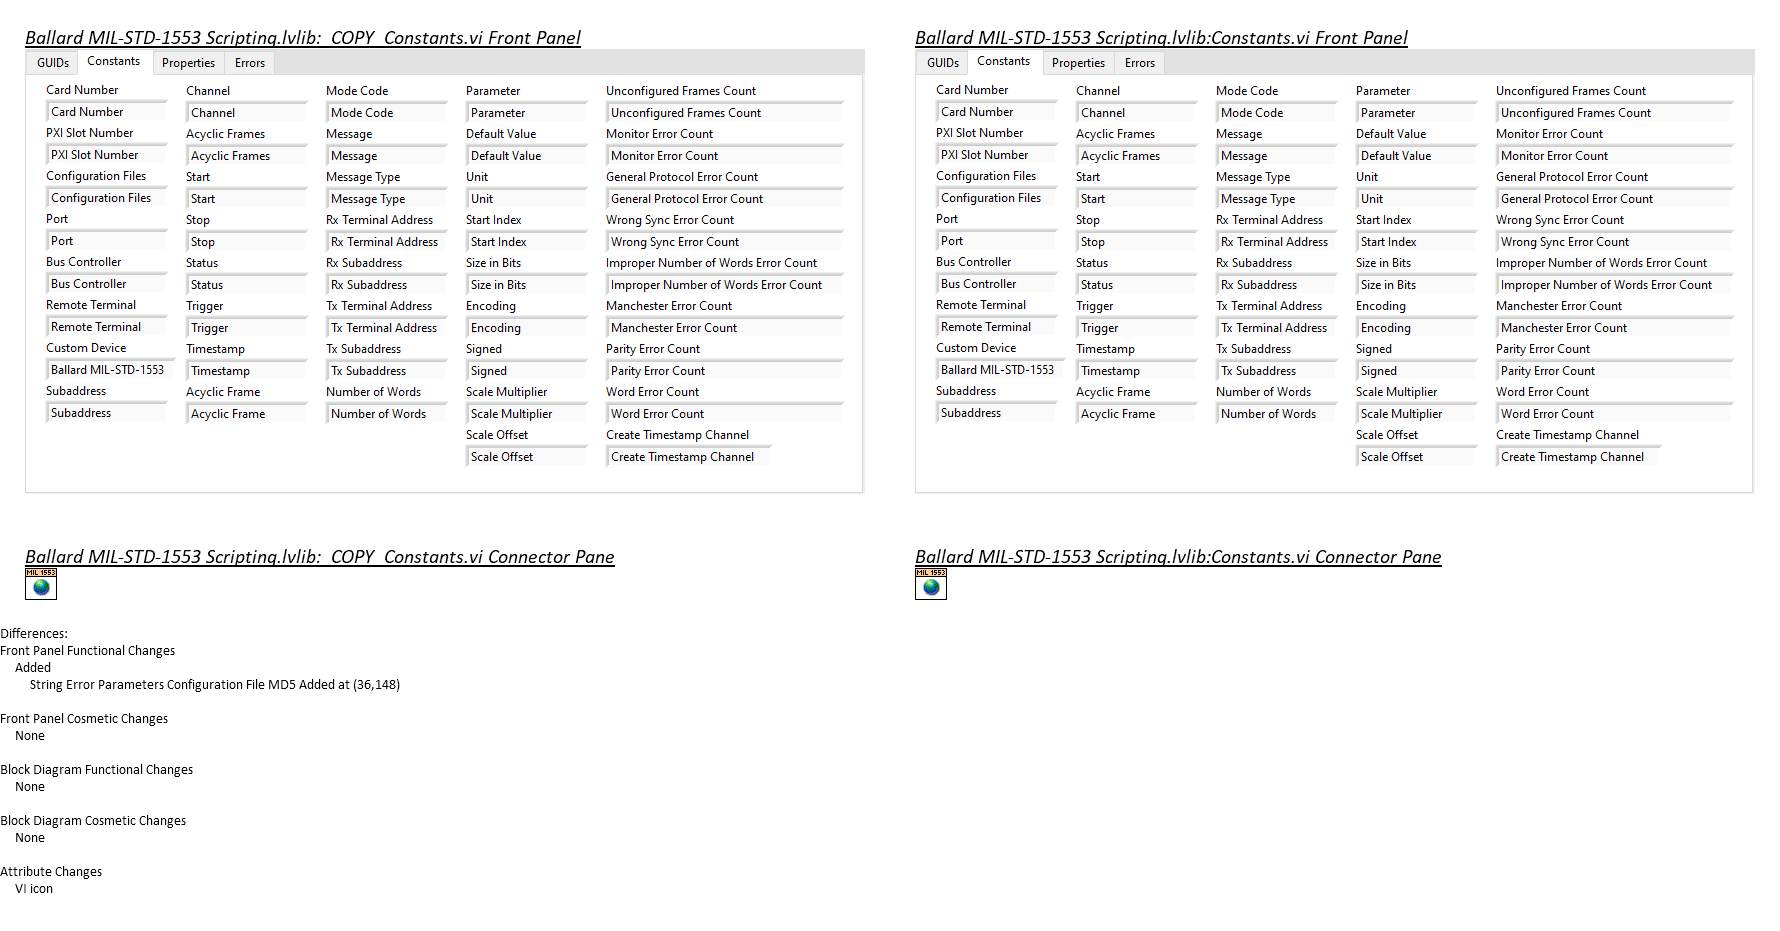 Ballard MIL-STD-1553 Scripting.lvlib:_COPY_Constants.vi Front Panel
GUIDs Constants Properties Errors
Card Number Channel Mode Code Parameter Unconfigured Frames Count
Card Number Channel Mode Code Parameter Unconfigured Frames Count
PXI Slot Number Acyclic Frames Message Default Value Monitor Error Count
PXI Slot Number Acyclic Frames Message Default Value Monitor Error Count
Configuration Files Start Message Type Unit General Protocol Error Count
Configuration Files Start Message Type Unit General Protocol Error Count
Port Stop Rx Terminal Address Start Index Wrong Sync Error Count
Port Stop Rx Terminal Address Start Index Wrong Sync Error Count
Bus Controller Status Rx Subaddress Size in Bits Improper Number of Words Error Count
Bus Controller Status Rx Subaddress Size in Bits Improper Number of Words Error Count
Remote Terminal Trigger Tx Terminal Address Encoding Manchester Error Count
Remote Terminal Trigger Tx Terminal Address Encoding Manchester Error Count
Custom Device Timestamp Tx Subaddress Signed Parity Error Count
Ballard MIL-STD-1553 Timestamp Tx Subaddress Signed Parity Error Count
Subaddress Acyclic Frame Number of Words Scale Multiplier Word Error Count
Subaddress Acyclic Frame Number of Words Scale Multiplier Word Error Count
Scale Offset Create Timestamp Channel
Scale Offset Create Timestamp Channel
Ballard MIL-STD-1553 Scripting.lvlib:Constants.vi Front Panel
GUIDs Constants Properties Errors
Card Number Channel Mode Code Parameter Unconfigured Frames Count
Card Number Channel Mode Code Parameter Unconfigured Frames Count
PXI Slot Number Acyclic Frames Message Default Value Monitor Error Count
PXI Slot Number Acyclic Frames Message Default Value Monitor Error Count
Configuration Files Start Message Type Unit General Protocol Error Count
Configuration Files Start Message Type Unit General Protocol Error Count
Port Stop Rx Terminal Address Start Index Wrong Sync Error Count
Port Stop Rx Terminal Address Start Index Wrong Sync Error Count
Bus Controller Status Rx Subaddress Size in Bits Improper Number of Words Error Count
Bus Controller Status Rx Subaddress Size in Bits Improper Number of Words Error Count
Remote Terminal Trigger Tx Terminal Address Encoding Manchester Error Count
Remote Terminal Trigger Tx Terminal Address Encoding Manchester Error Count
Custom Device Timestamp Tx Subaddress Signed Parity Error Count
Ballard MIL-STD-1553 Timestamp Tx Subaddress Signed Parity Error Count
Subaddress Acyclic Frame Number of Words Scale Multiplier Word Error Count
Subaddress Acyclic Frame Number of Words Scale Multiplier Word Error Count
Scale Offset Create Timestamp Channel
Scale Offset Create Timestamp Channel
Ballard MIL-STD-1553 Scripting.lvlib:_COPY_Constants.vi Connector Pane
MIL 1553
Ballard MIL-STD-1553 Scripting.lvlib:Constants.vi Connector Pane
MIL 1553
Differences:
Front Panel Functional Changes
Added
String Error Parameters Configuration File MD5 Added at (36,148)
Front Panel Cosmetic Changes
None
Block Diagram Functional Changes
None
Block Diagram Cosmetic Changes
None
Attribute Changes
VI icon